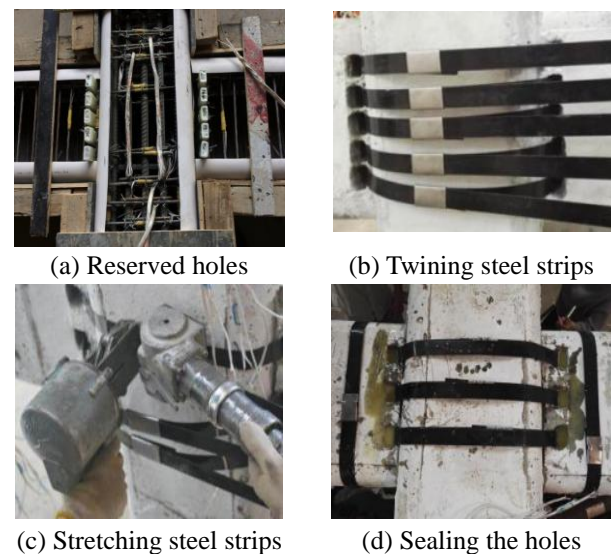 (a) Reserved holes
(b) Twining steel strips
(c) Stretching steel strips
(d) Sealing the holes